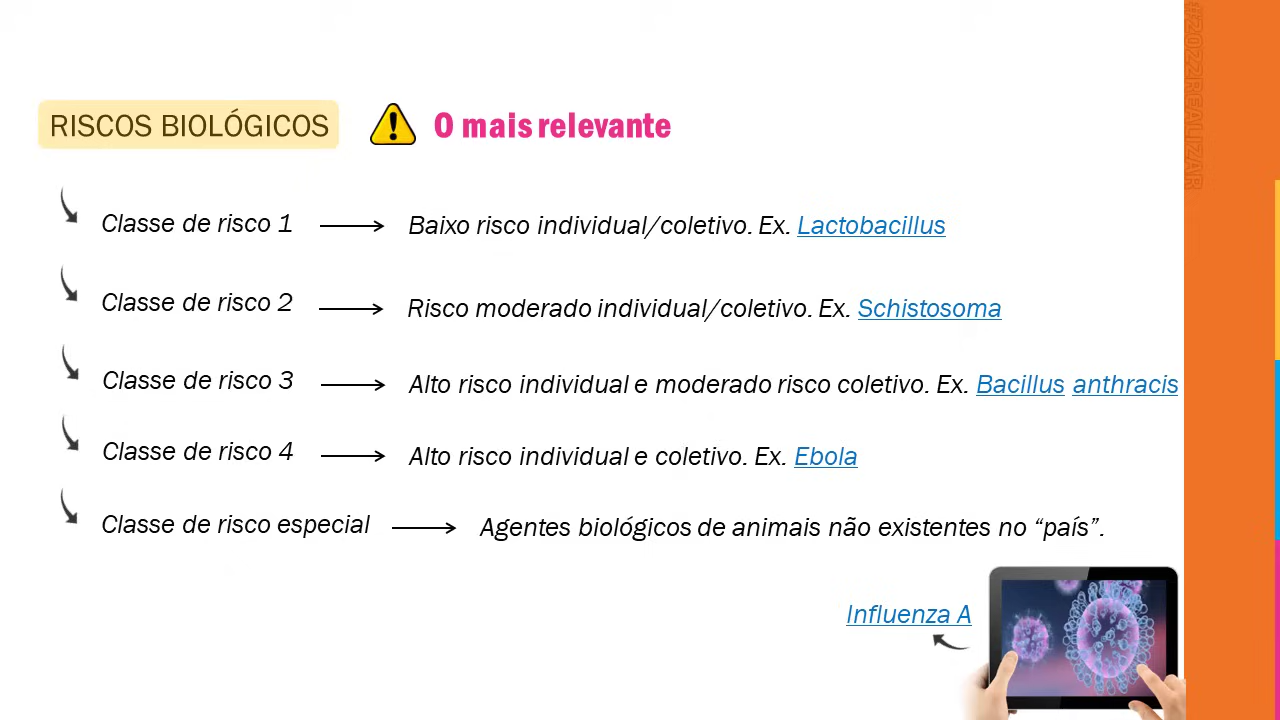 #2022REALIZAR
RISCOS BIOLÓGICOS
O mais relevante
Classe de risco 1
Baixo risco individual/coletivo. Ex. Lactobacillus
Classe de risco 2
Risco moderado individual/coletivo. Ex. Schistosoma
Classe de risco 3
Alto risco individual e moderado risco coletivo. Ex. Bacillus anthracis
Classe de risco 4
Alto risco individual e coletivo. Ex. Ebola
Classe de risco especial
Agentes biológicos de animais não existentes no “país”.
Influenza A